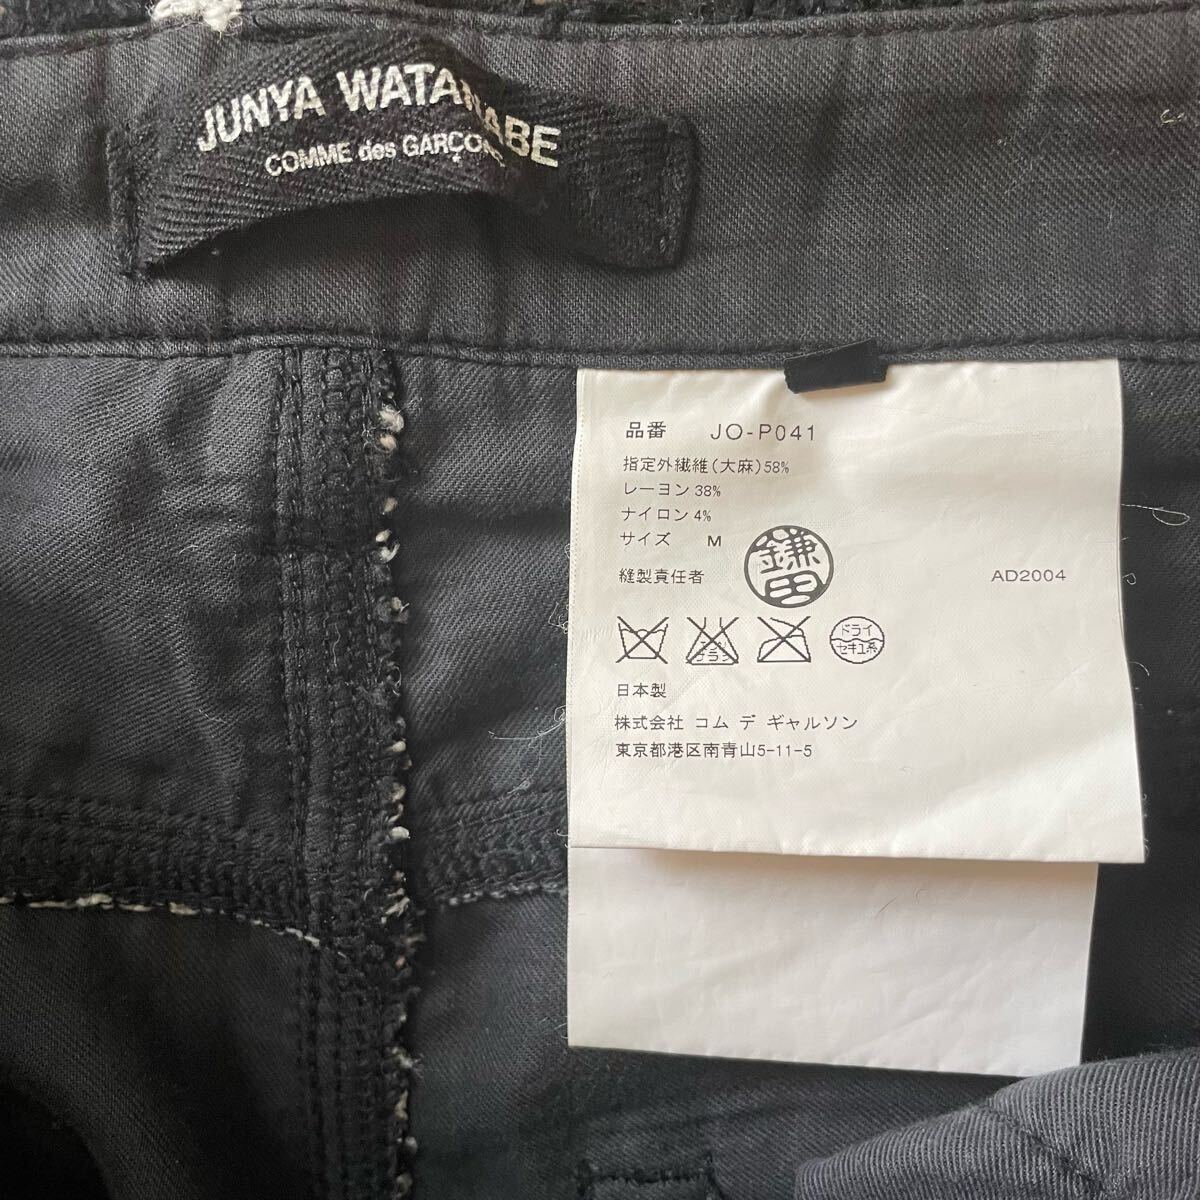 JUNYA WATANABE
COMME des GARÇONS
品番 JO-P041
指定外繊維(大麻)58%
レーヨン 38%
ナイロン 4%
サイズ M
縫製責任者 鎌田 AD2004
ドライ
セキユ系
日本製
株式会社 コム デ ギャルソン
東京都港区南青山5-11-5